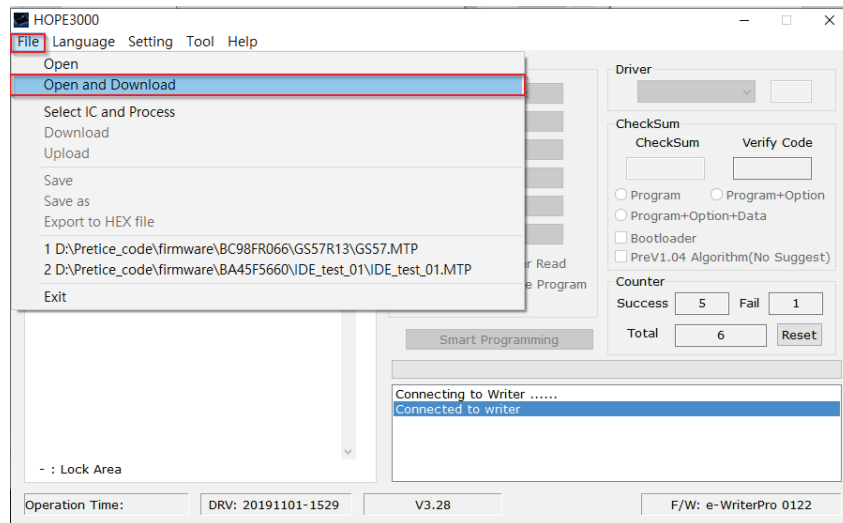 HOPE3000
File Language Setting Tool Help
Open
Open and Download
Select IC and Process
Download
Upload
Save
Save as
Export to HEX file
1 D:\Pretice_code\firmware\BC98FR066\GS57R13\GS57.MTP
2 D:\Pretice_code\firmware\BA45F5660\IDE_test_01\IDE_test_01.MTP
Exit
- : Lock Area
r Read
e Program
Smart Programming
Driver
CheckSum
CheckSum Verify Code
Program Program+Option
Program+Option+Data
Bootloader
PreV1.04 Algorithm(No Suggest)
Counter
Success 5 Fail 1
Total 6 Reset
Connecting to Writer ......
Connected to writer
Operation Time: DRV: 20191101-1529 V3.28 F/W: e-WriterPro 0122